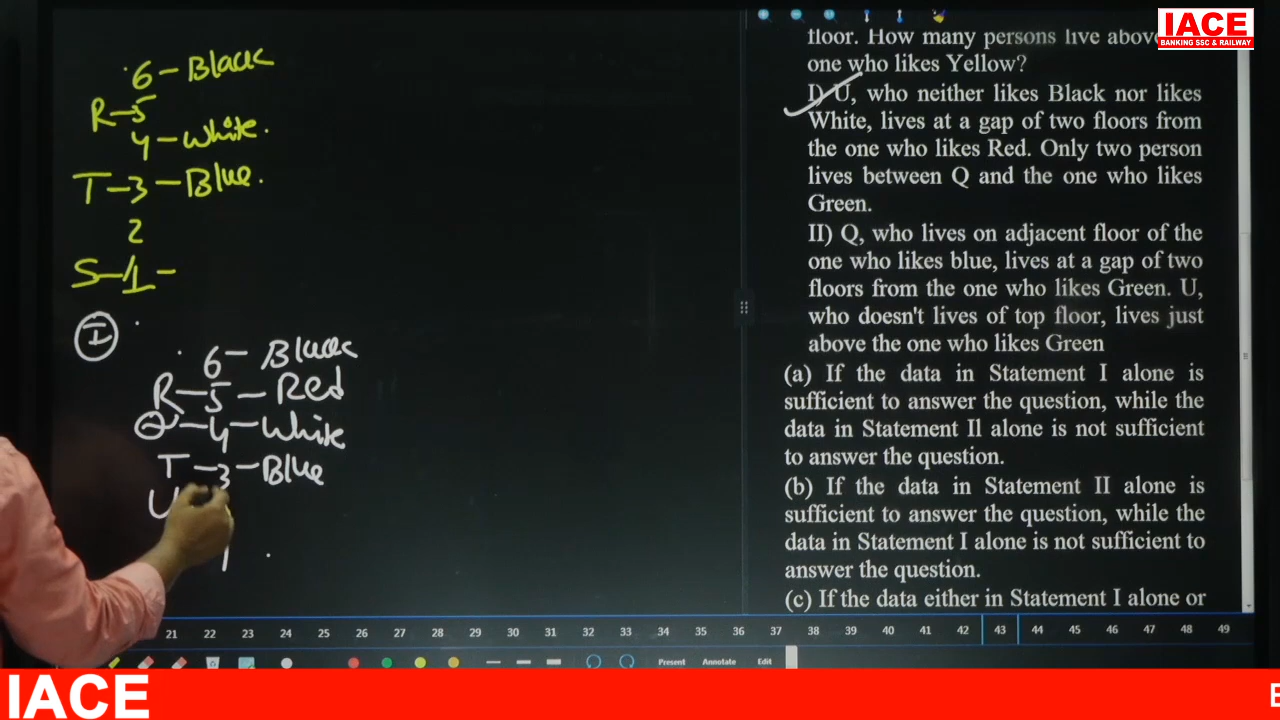 IACE
BANKING SSC & RAILWAY
6 - Black
R - 5
4 - White.
T - 3 - Blue.
2
S - 1 -
I
6 - Black
R - 5 - Red
Q - 4 - White
T - 3 - Blue
U
1
floor. How many persons live above
one who likes Yellow?
I) U, who neither likes Black nor likes
White, lives at a gap of two floors from
the one who likes Red. Only two person
lives between Q and the one who likes
Green.
II) Q, who lives on adjacent floor of the
one who likes blue, lives at a gap of two
floors from the one who likes Green. U,
who doesn't lives of top floor, lives just
above the one who likes Green
(a) If the data in Statement I alone is
sufficient to answer the question, while the
data in Statement Il alone is not sufficient
to answer the question.
(b) If the data in Statement II alone is
sufficient to answer the question, while the
data in Statement I alone is not sufficient to
answer the question.
(c) If the data either in Statement I alone or
21 22 23 24 25 26 27 28 29 30 31 32 33 34 35 36 37 38 39 40 41 42 43 44 45 46 47 48 49
Present Annotate Edit
IACE